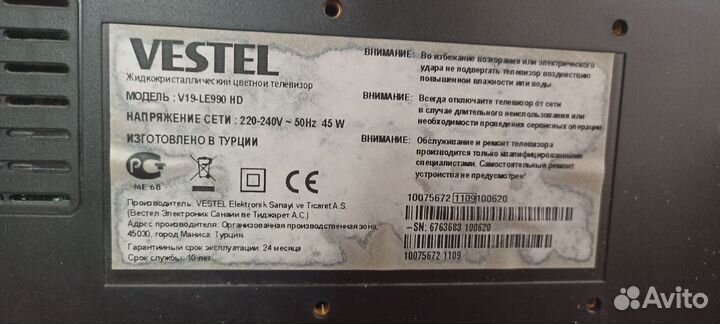 VESTEL
Жидкокристаллический цветной телевизор
МОДЕЛЬ : V19-LE990 HD
НАПРЯЖЕНИЕ СЕТИ : 220-240V ~ 50Hz 45 W
ИЗГОТОВЛЕНО В ТУРЦИИ
РСТ
МЕ 68
CE
Производитель: VESTEL Elektronik Sanayi ve Ticaret A.S.
(Вестел Электроник Санаии ве Тиджарет А.С.)
Адрес производителя: Организованная производственная зона,
45030, город Маниса Турция.
Гарантийный срок эксплуатации: 24 месяца
Срок службы: 10 лет
ВНИМАНИЕ: Во избежание возгорания или электрического
удара не подвергать телевизор воздействию
повышенной влажности или воды.
ВНИМАНИЕ: Всегда отключайте телевизор от сети
в случае длительного неиспользования или
необходимости проведения сервисных операции.
ВНИМАНИЕ: Обслуживание и ремонт телевизора
производится только квалифицированными
специалистами. Самостоятельный ремонт
устройства не предусмотрен!
10075672 1109 100620
-SN: 6763683 100620
10075672 1109
Avito